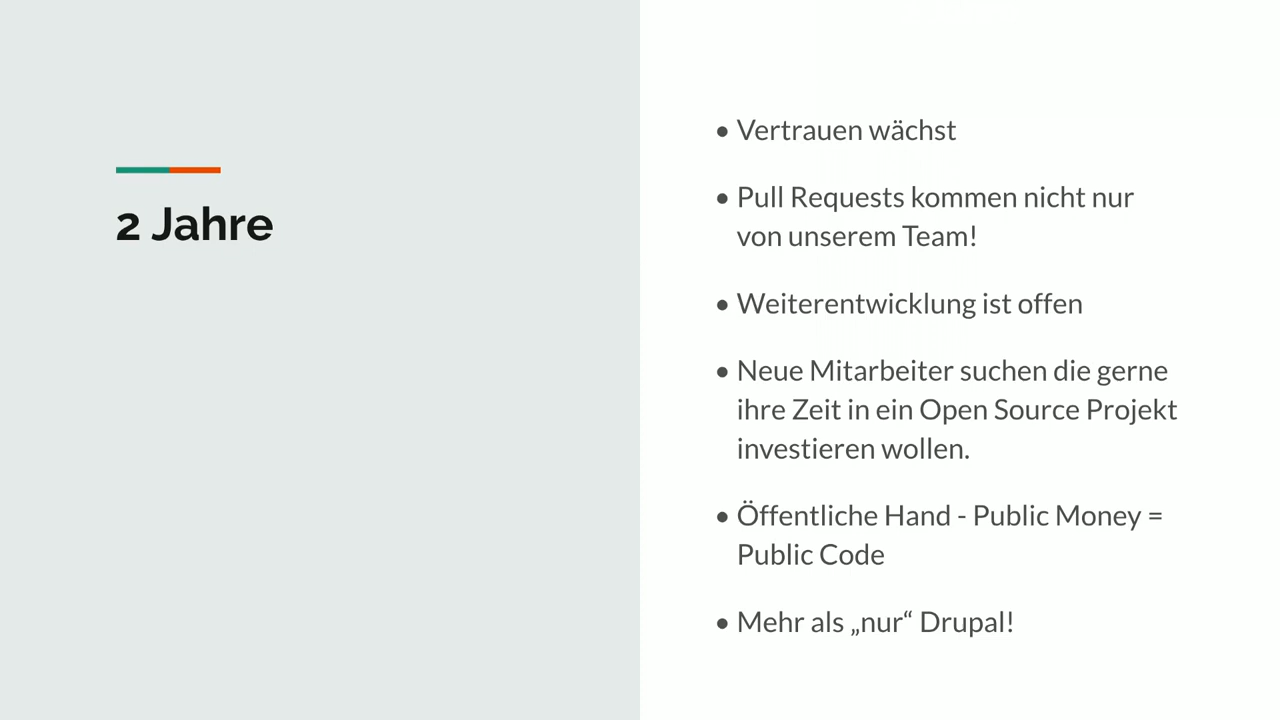 2 Jahre
• Vertrauen wächst
• Pull Requests kommen nicht nur
von unserem Team!
• Weiterentwicklung ist offen
• Neue Mitarbeiter suchen die gerne
ihre Zeit in ein Open Source Projekt
investieren wollen.
• Öffentliche Hand - Public Money =
Public Code
• Mehr als „nur“ Drupal!